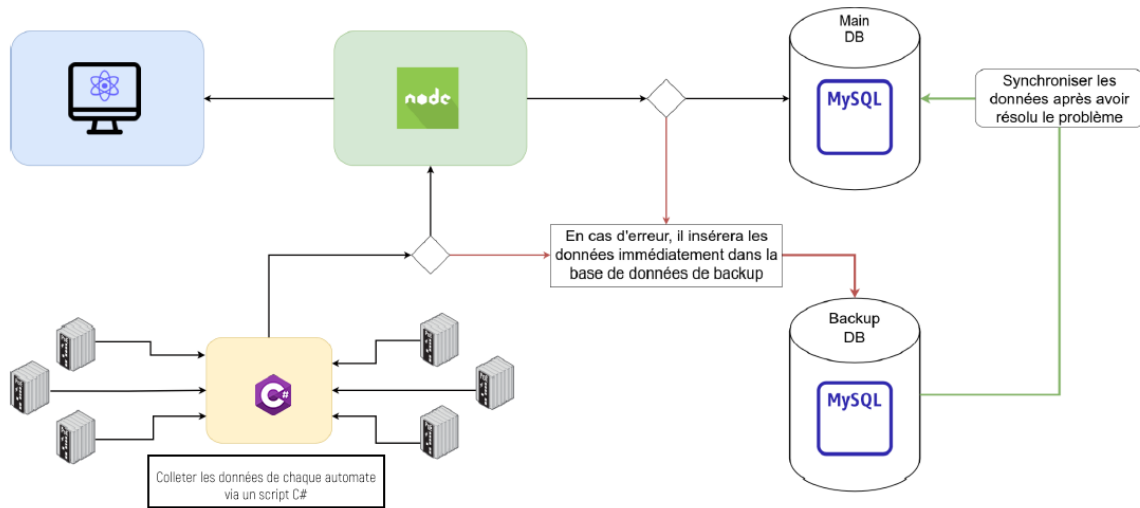 Main
DB
MySQL
node
Synchroniser les
données après avoir
résolu le problème
En cas d'erreur, il insérera les
données immédiatement dans la
base de données de backup
Backup
DB
MySQL
C#
Colleter les données de chaque automate
via un script C#